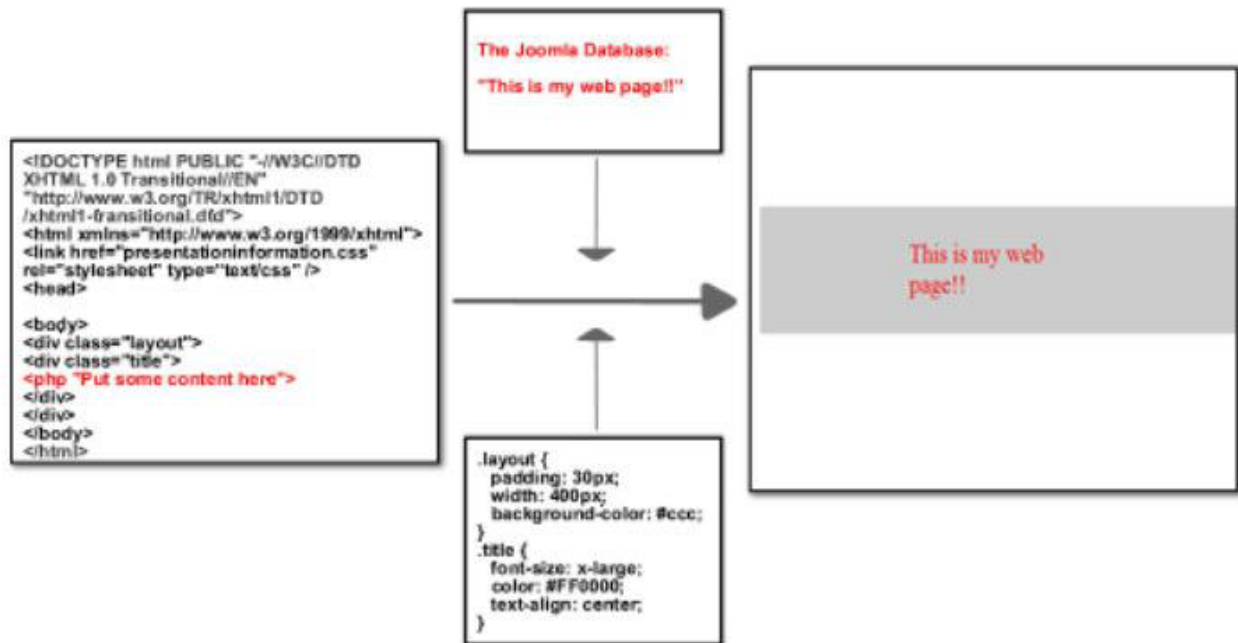 The Joomla Database:
"This is my web page!!"
<!DOCTYPE html PUBLIC "-//W3C//DTD
XHTML 1.0 Transitional//EN"
"http://www.w3.org/TR/xhtml1/DTD
/xhtml1-transitional.dtd">
<html xmlns="http://www.w3.org/1999/xhtml">
<link href="presentationinformation.css"
rel="stylesheet" type="text/css" />
<head>
<body>
<div class="layout">
<div class="title">
<php "Put some content here">
</div>
</div>
</body>
</html>
.layout {
padding: 30px;
width: 400px;
background-color: #ccc;
}
.title {
font-size: x-large;
color: #FF0000;
text-align: center;
}
This is my web
page!!